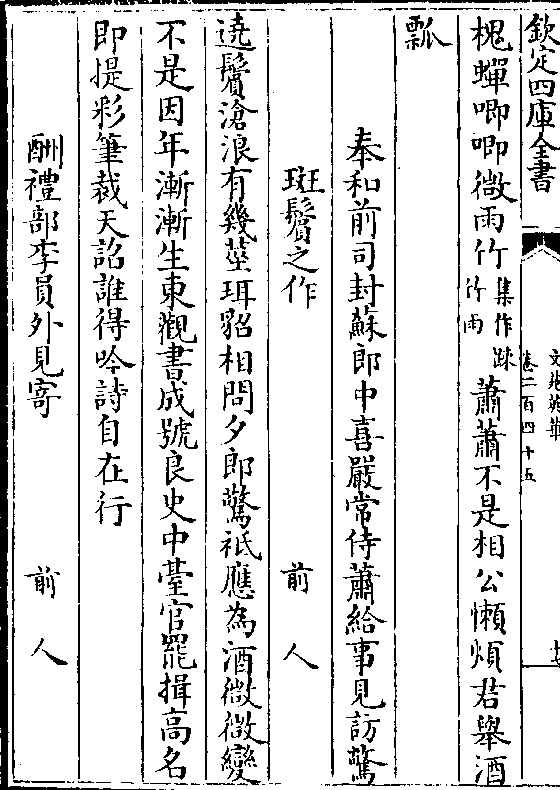 欽定四庫全書
文苑英華
卷二百四十五
槐蟬唧唧微雨竹
集作踈
竹雨
蕭蕭不是相公懶煩君舉酒
瓢
奉和前司封蘇郎中喜嚴常侍蕭給事見訪驚
斑鬢之作 前人
遶鬢滄浪有幾莖珥貂相問夕郎驚祇應為酒微微變
不是因年漸漸生東觀書成號良史中臺官罷揖高名
即提彩筆裁天詔誰得吟詩自在行
酬禮部李員外見寄 前人